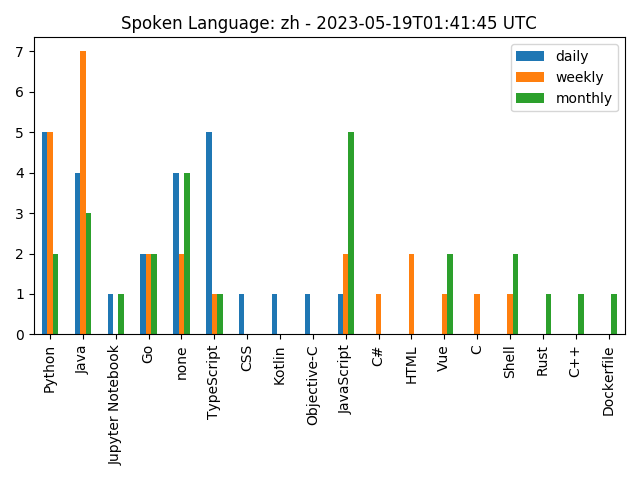 Spoken Language: zh - 2023-05-19T01:41:45 UTC
daily
weekly
monthly
7
6
5
4
3
2
1
0
Python
Java
Jupyter Notebook
Go
none
TypeScript
CSS
Kotlin
Objective-C
JavaScript
C#
HTML
Vue
C
Shell
Rust
C++
Dockerfile